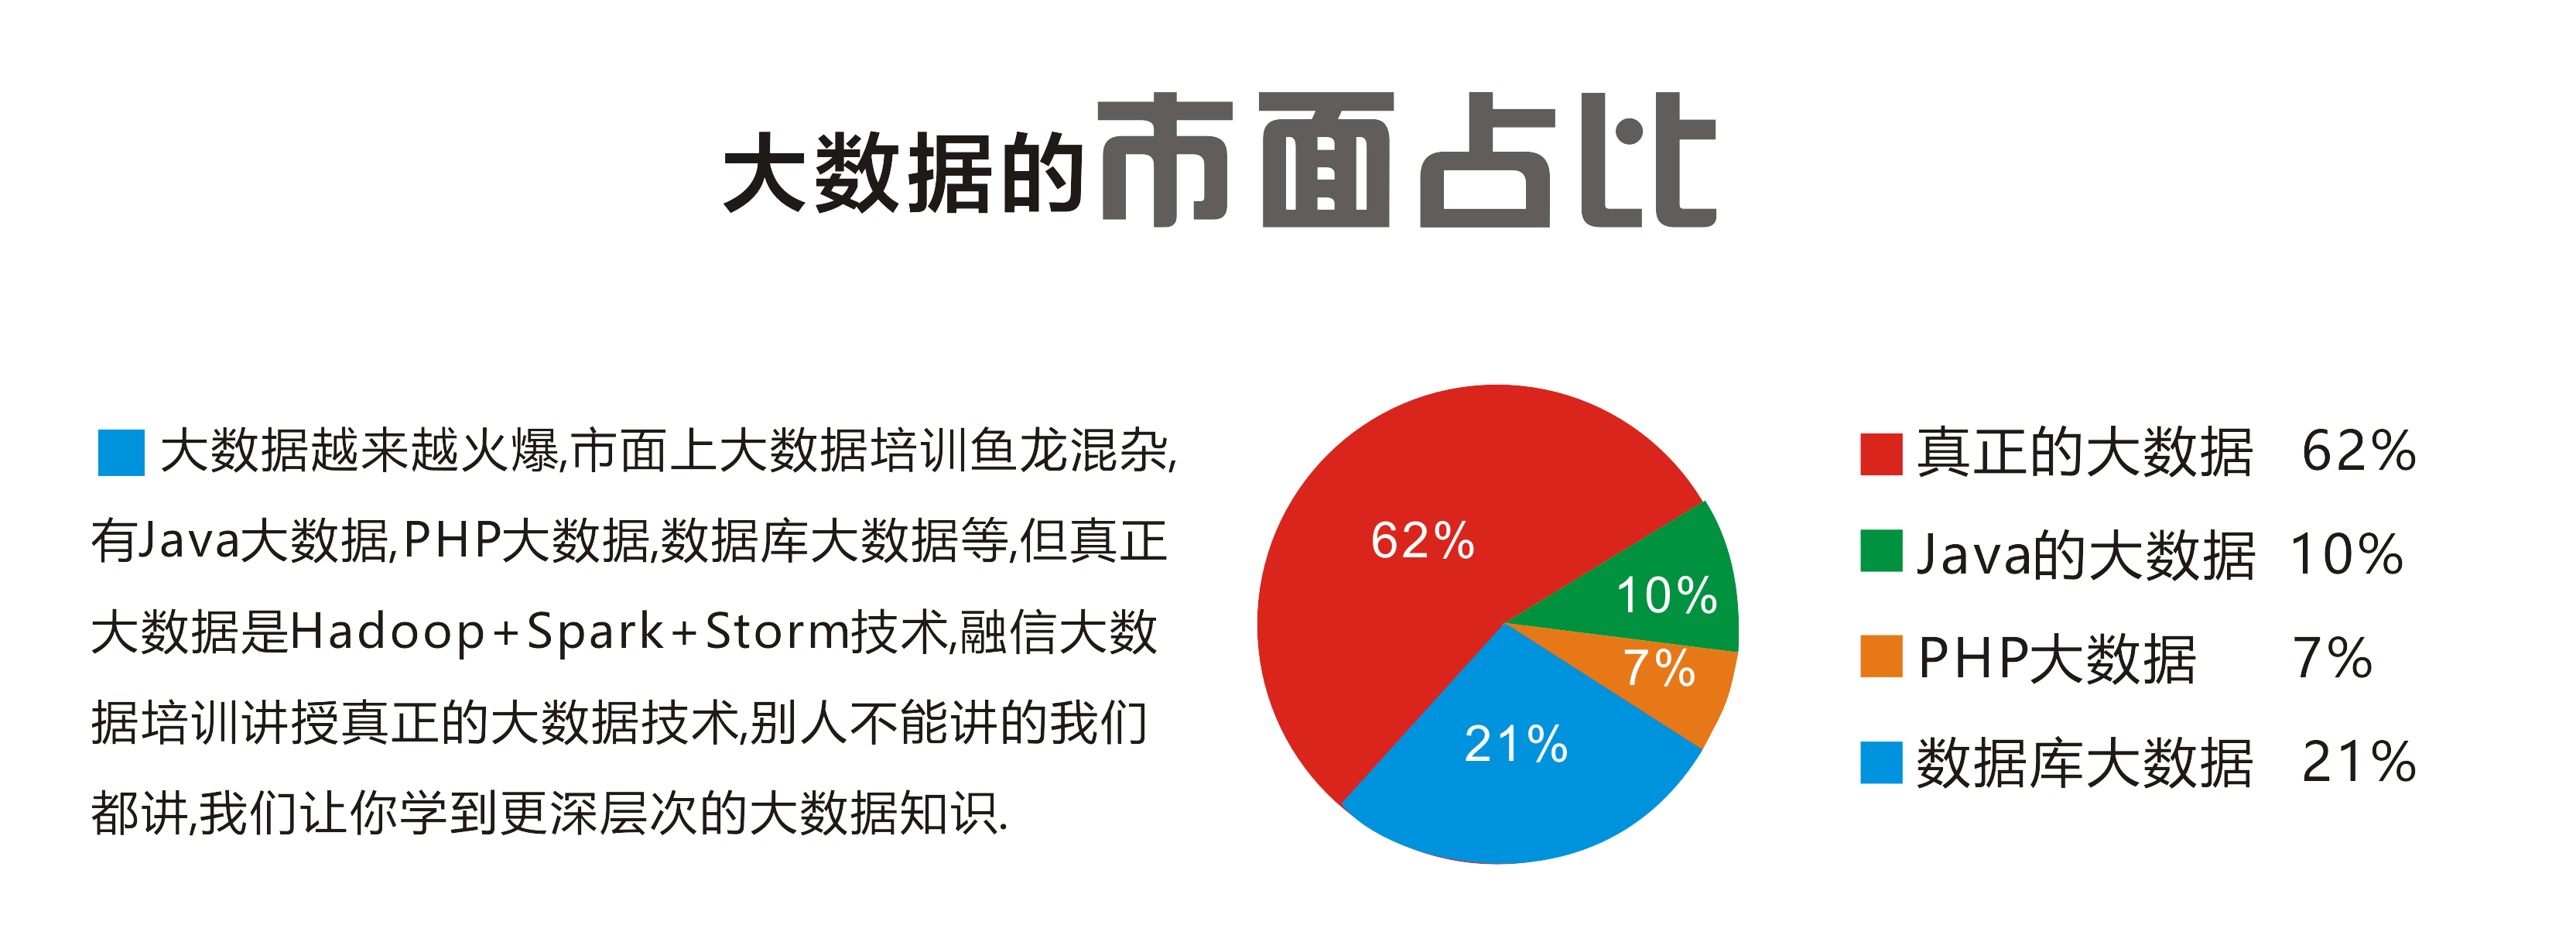 大数据的市面占比
大数据越来越火爆,市面上大数据培训鱼龙混杂,
有Java大数据,PHP大数据,数据库大数据等,但真正
大数据是Hadoop+Spark+Storm技术,融信大数
据培训讲授真正的大数据技术,别人不能讲的我们
都讲,我们让你学到更深层次的大数据知识.
62%
10%
7%
21%
真正的大数据 62%
Java的大数据 10%
PHP大数据 7%
数据库大数据 21%